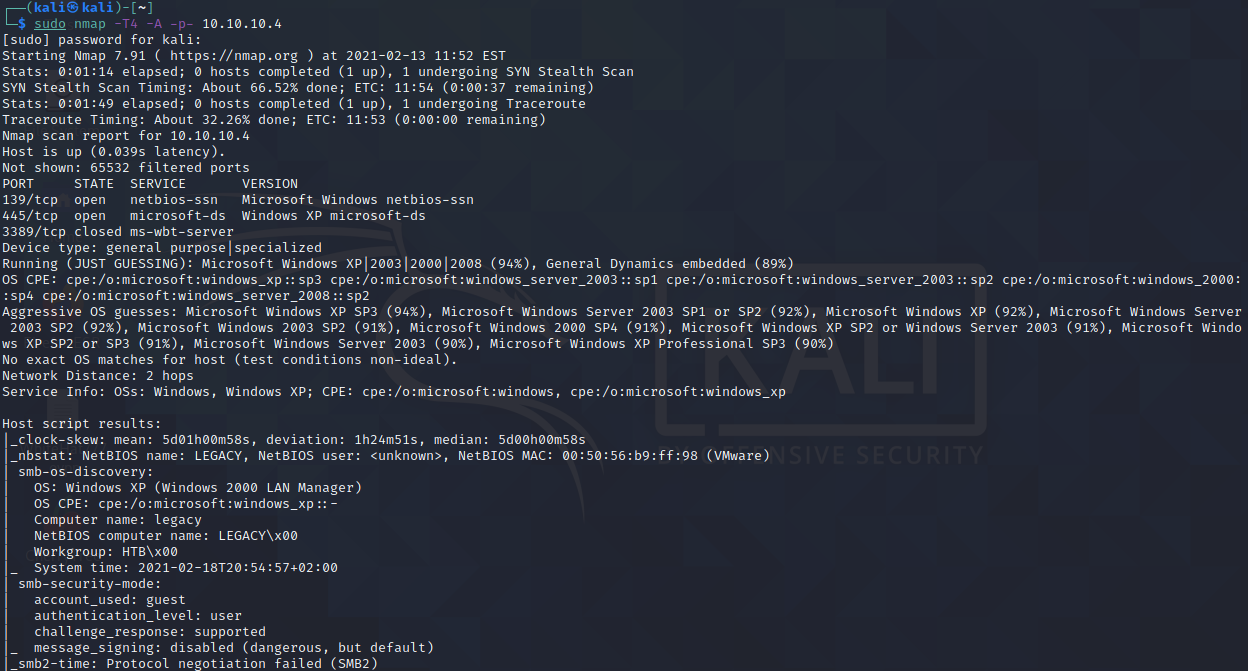 ┌──(kali㉿kali)-[~]
└─$ sudo nmap -T4 -A -p- 10.10.10.4
[sudo] password for kali:
Starting Nmap 7.91 ( https://nmap.org ) at 2021-02-13 11:52 EST
Stats: 0:01:14 elapsed; 0 hosts completed (1 up), 1 undergoing SYN Stealth Scan
SYN Stealth Scan Timing: About 66.52% done; ETC: 11:54 (0:00:37 remaining)
Stats: 0:01:49 elapsed; 0 hosts completed (1 up), 1 undergoing Traceroute
Traceroute Timing: About 32.26% done; ETC: 11:53 (0:00:00 remaining)
Nmap scan report for 10.10.10.4
Host is up (0.039s latency).
Not shown: 65532 filtered ports
PORT     STATE  SERVICE       VERSION
139/tcp  open   netbios-ssn   Microsoft Windows netbios-ssn
445/tcp  open   microsoft-ds  Windows XP microsoft-ds
3389/tcp closed ms-wbt-server
Device type: general purpose|specialized
Running (JUST GUESSING): Microsoft Windows XP|2003|2000|2008 (94%), General Dynamics embedded (89%)
OS CPE: cpe:/o:microsoft:windows_xp::sp3 cpe:/o:microsoft:windows_server_2003::sp1 cpe:/o:microsoft:windows_server_2003::sp2 cpe:/o:microsoft:windows_2000:
:sp4 cpe:/o:microsoft:windows_server_2008::sp2
Aggressive OS guesses: Microsoft Windows XP SP3 (94%), Microsoft Windows Server 2003 SP1 or SP2 (92%), Microsoft Windows XP (92%), Microsoft Windows Server
 2003 SP2 (92%), Microsoft Windows 2003 SP2 (91%), Microsoft Windows 2000 SP4 (91%), Microsoft Windows XP SP2 or Windows Server 2003 (91%), Microsoft Windo
ws XP SP2 or SP3 (91%), Microsoft Windows Server 2003 (90%), Microsoft Windows XP Professional SP3 (90%)
No exact OS matches for host (test conditions non-ideal).
Network Distance: 2 hops
Service Info: OSs: Windows, Windows XP; CPE: cpe:/o:microsoft:windows, cpe:/o:microsoft:windows_xp
Host script results:
|_clock-skew: mean: 5d01h00m58s, deviation: 1h24m51s, median: 5d00h00m58s
|_nbstat: NetBIOS name: LEGACY, NetBIOS user: <unknown>, NetBIOS MAC: 00:50:56:b9:ff:98 (VMware)
| smb-os-discovery:
|   OS: Windows XP (Windows 2000 LAN Manager)
|   OS CPE: cpe:/o:microsoft:windows_xp::-
|   Computer name: legacy
|   NetBIOS computer name: LEGACY\x00
|   Workgroup: HTB\x00
|_  System time: 2021-02-18T20:54:57+02:00
| smb-security-mode:
|   account_used: guest
|   authentication_level: user
|   challenge_response: supported
|_  message_signing: disabled (dangerous, but default)
|_smb2-time: Protocol negotiation failed (SMB2)
KALI
BY OFFENSIVE SECURITY